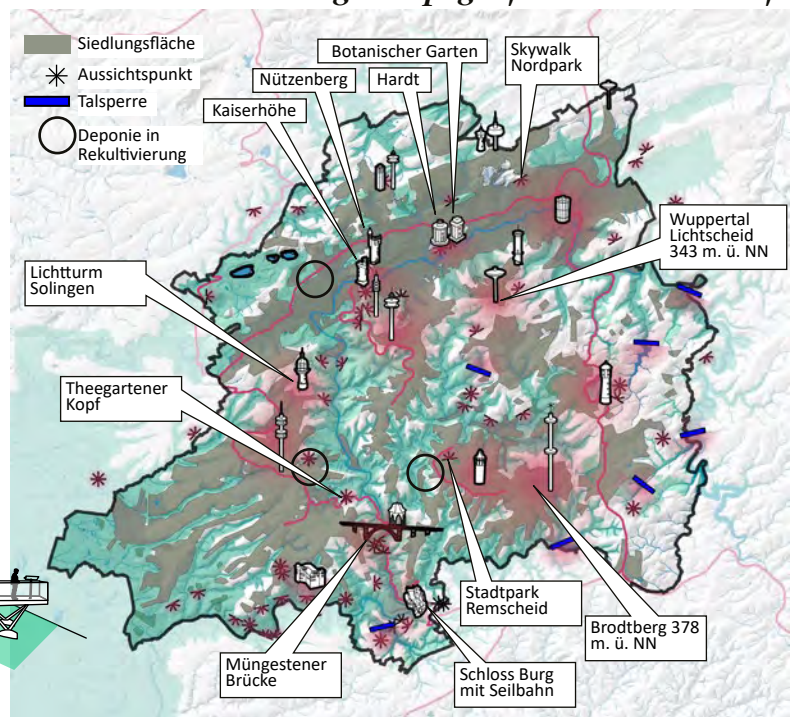 Siedlungsfläche
Aussichtspunkt
Talsperre
Deponie in
Rekultivierung
Botanischer Garten
Skywalk
Nordpark
Nützenberg
Hardt
Kaiserhöhe
Wuppertal
Lichtscheid
343 m. ü. NN
Lichtturm
Solingen
Theegartener
Kopf
Stadtpark
Remscheid
Brodtberg 378
m. ü. NN
Müngstener
Brücke
Schloss Burg
mit Seilbahn